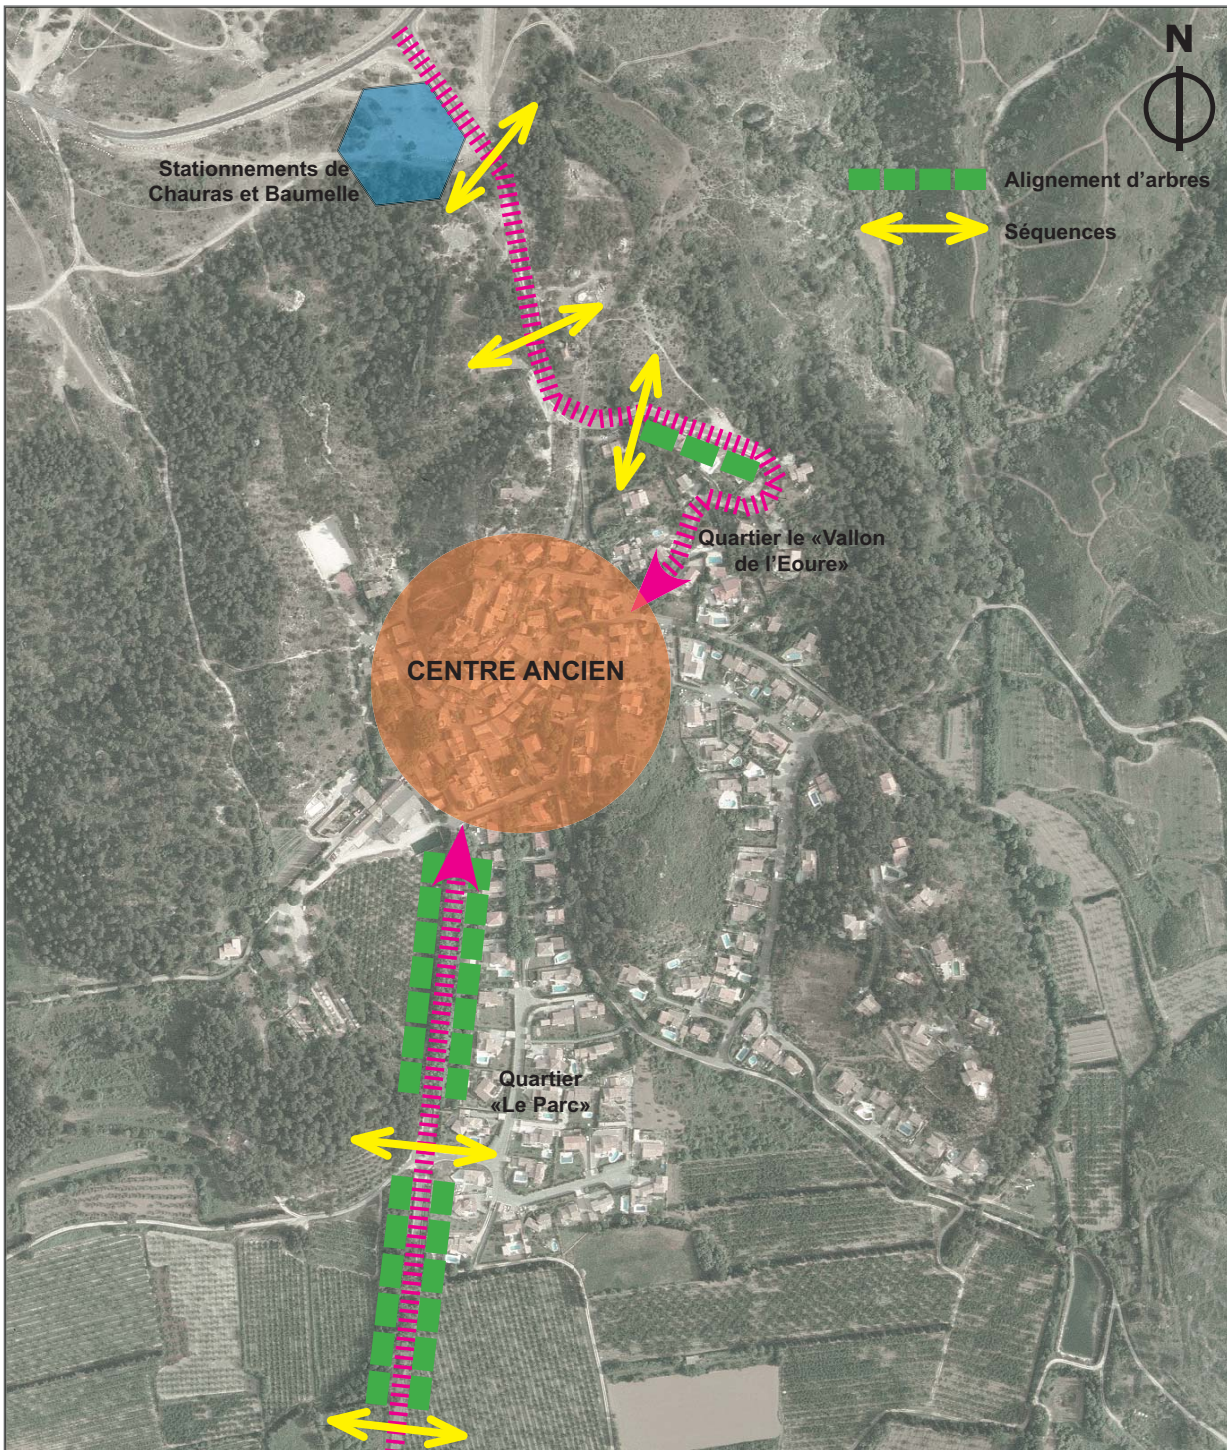 N
Stationnements de
Chauras et Baumelle
Alignement d'arbres
Séquences
Quartier le «Vallon
de l'Eoure»
CENTRE ANCIEN
Quartier
«Le Parc»